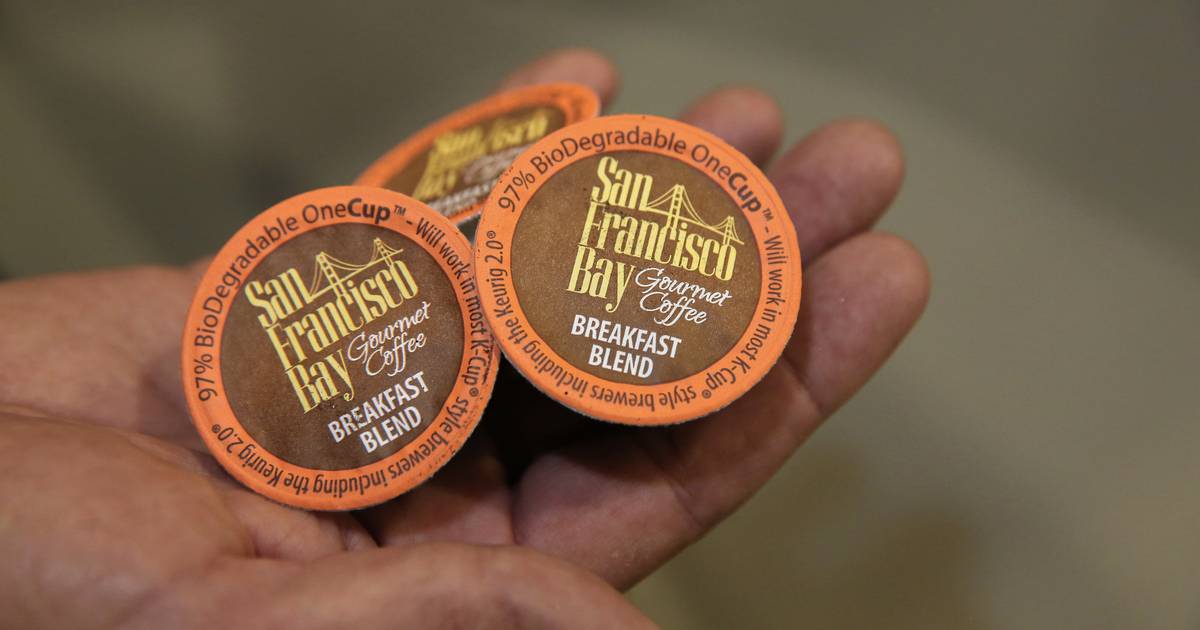 97% BioDegradable OneCup™ - Will work in most K-Cup® style brewers including the Keurig 2.0®
San
Francisco
Bay
Gourmet
Coffee
BREAKFAST
BLEND
97% BioDegradable OneCup™ - Will work in most K-Cup® style brewers including the Keurig 2.0®
San
Francisco
Bay
Gourmet
Coffee
BREAKFAST
BLEND
San
Bay